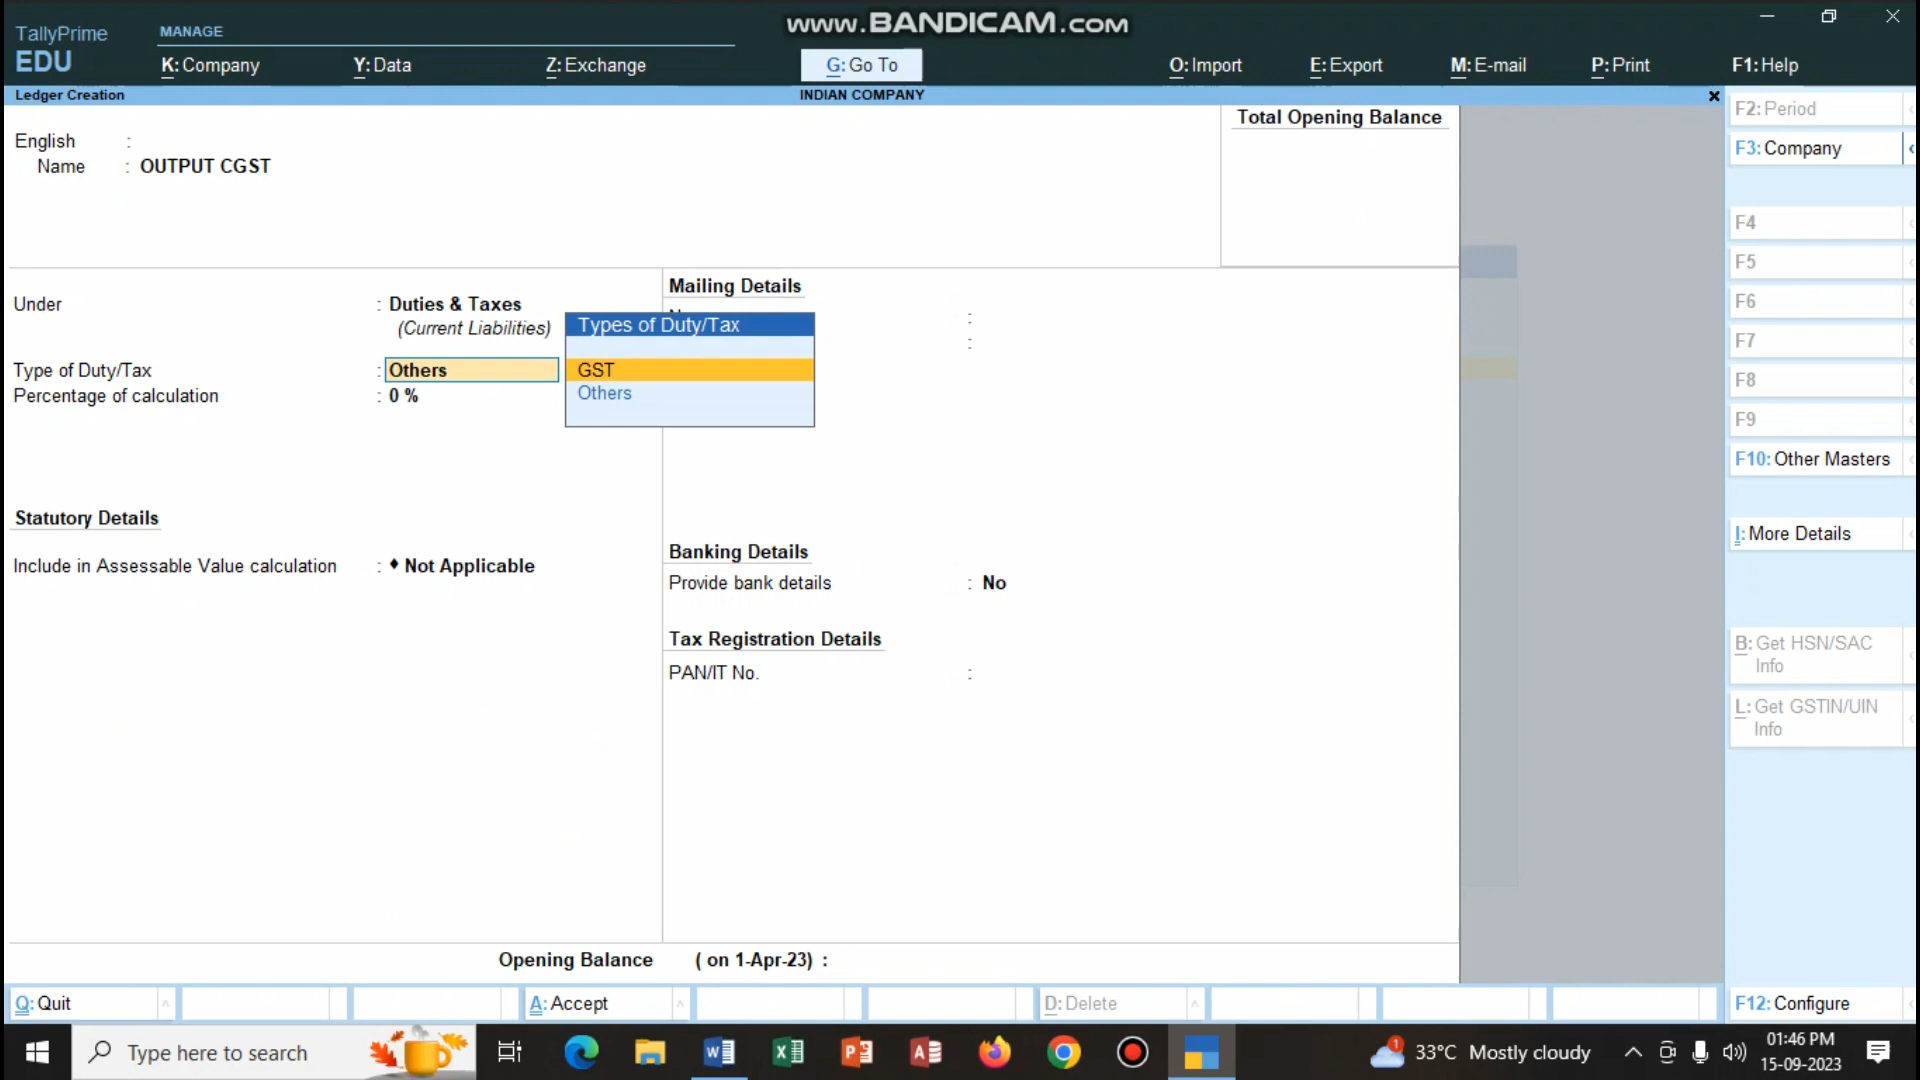 www.BANDICAM.com
TallyPrime
EDU
MANAGE
K: Company
Y: Data
Z: Exchange
G: Go To
O: Import
E: Export
M: E-mail
P: Print
F1: Help
Ledger Creation
INDIAN COMPANY
English :
Name : OUTPUT CGST
Total Opening Balance
Under : Duties & Taxes
(Current Liabilities)
Type of Duty/Tax : Others
Percentage of calculation : 0 %
Types of Duty/Tax
GST
Others
Statutory Details
Include in Assessable Value calculation : ♦ Not Applicable
Mailing Details
:
:
Banking Details
Provide bank details : No
Tax Registration Details
PAN/IT No. :
Opening Balance ( on 1-Apr-23) :
F2: Period
F3: Company
F4
F5
F6
F7
F8
F9
F10: Other Masters
I: More Details
B: Get HSN/SAC
Info
L: Get GSTIN/UIN
Info
F12: Configure
Q: Quit
A: Accept
D: Delete
Type here to search
1
33°C Mostly cloudy
01:46 PM
15-09-2023